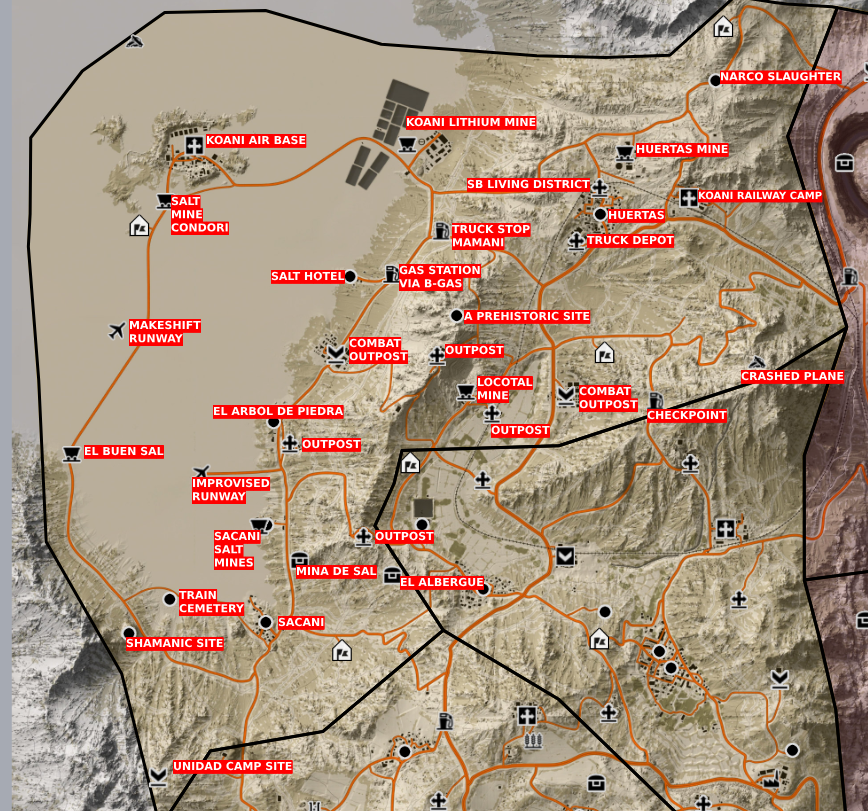 NARCO SLAUGHTER
KOANI LITHIUM MINE
KOANI AIR BASE
HUERTAS MINE
SB LIVING DISTRICT
KOANI RAILWAY CAMP
SALT
MINE
CONDORI
HUERTAS
TRUCK STOP
MAMANI
TRUCK DEPOT
SALT HOTEL
GAS STATION
VIA B-GAS
A PREHISTORIC SITE
MAKESHIFT
RUNWAY
COMBAT
OUTPOST
OUTPOST
CRASHED PLANE
LOCOTAL
MINE
COMBAT
OUTPOST
EL ARBOL DE PIEDRA
CHECKPOINT
OUTPOST
OUTPOST
EL BUEN SAL
IMPROVISED
RUNWAY
SACANI
SALT
MINES
OUTPOST
MINA DE SAL
EL ALBERGUE
TRAIN
CEMETERY
SACANI
SHAMANIC SITE
UNIDAD CAMP SITE